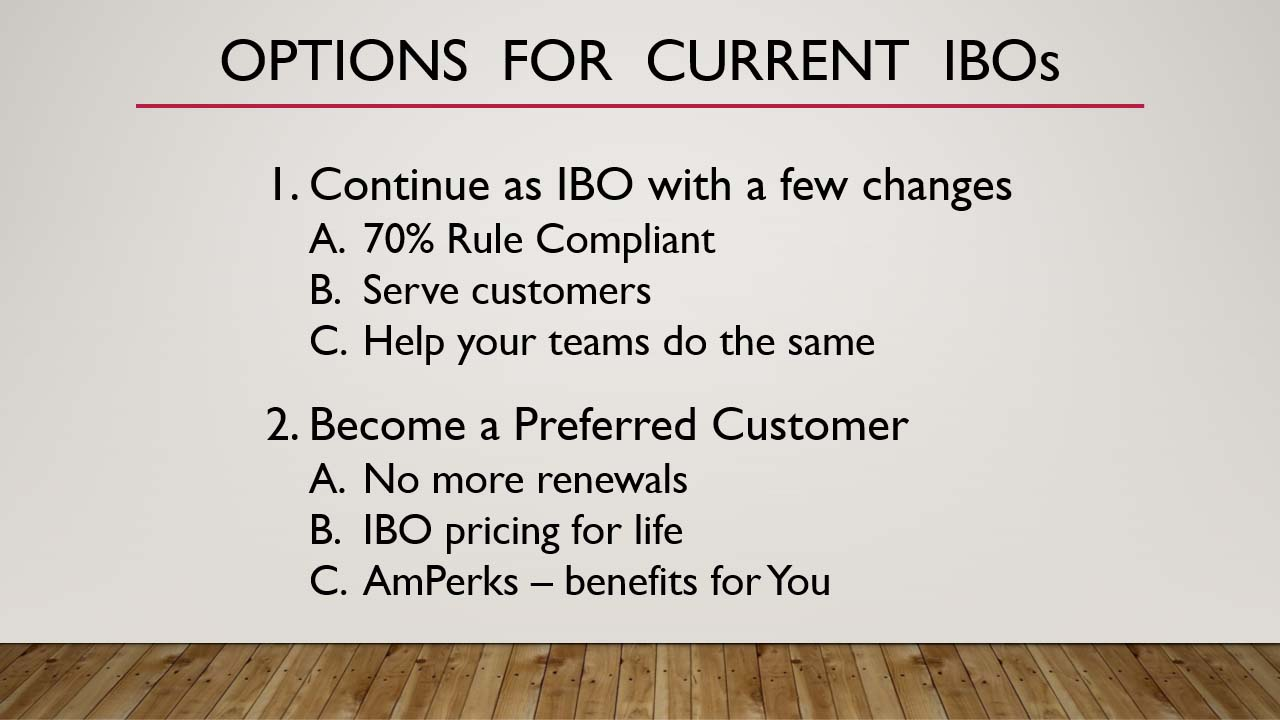 OPTIONS FOR CURRENT IBOs
1. Continue as IBO with a few changes
A. 70% Rule Compliant
B. Serve customers
C. Help your teams do the same
2. Become a Preferred Customer
A. No more renewals
B. IBO pricing for life
C. AmPerks – benefits for You